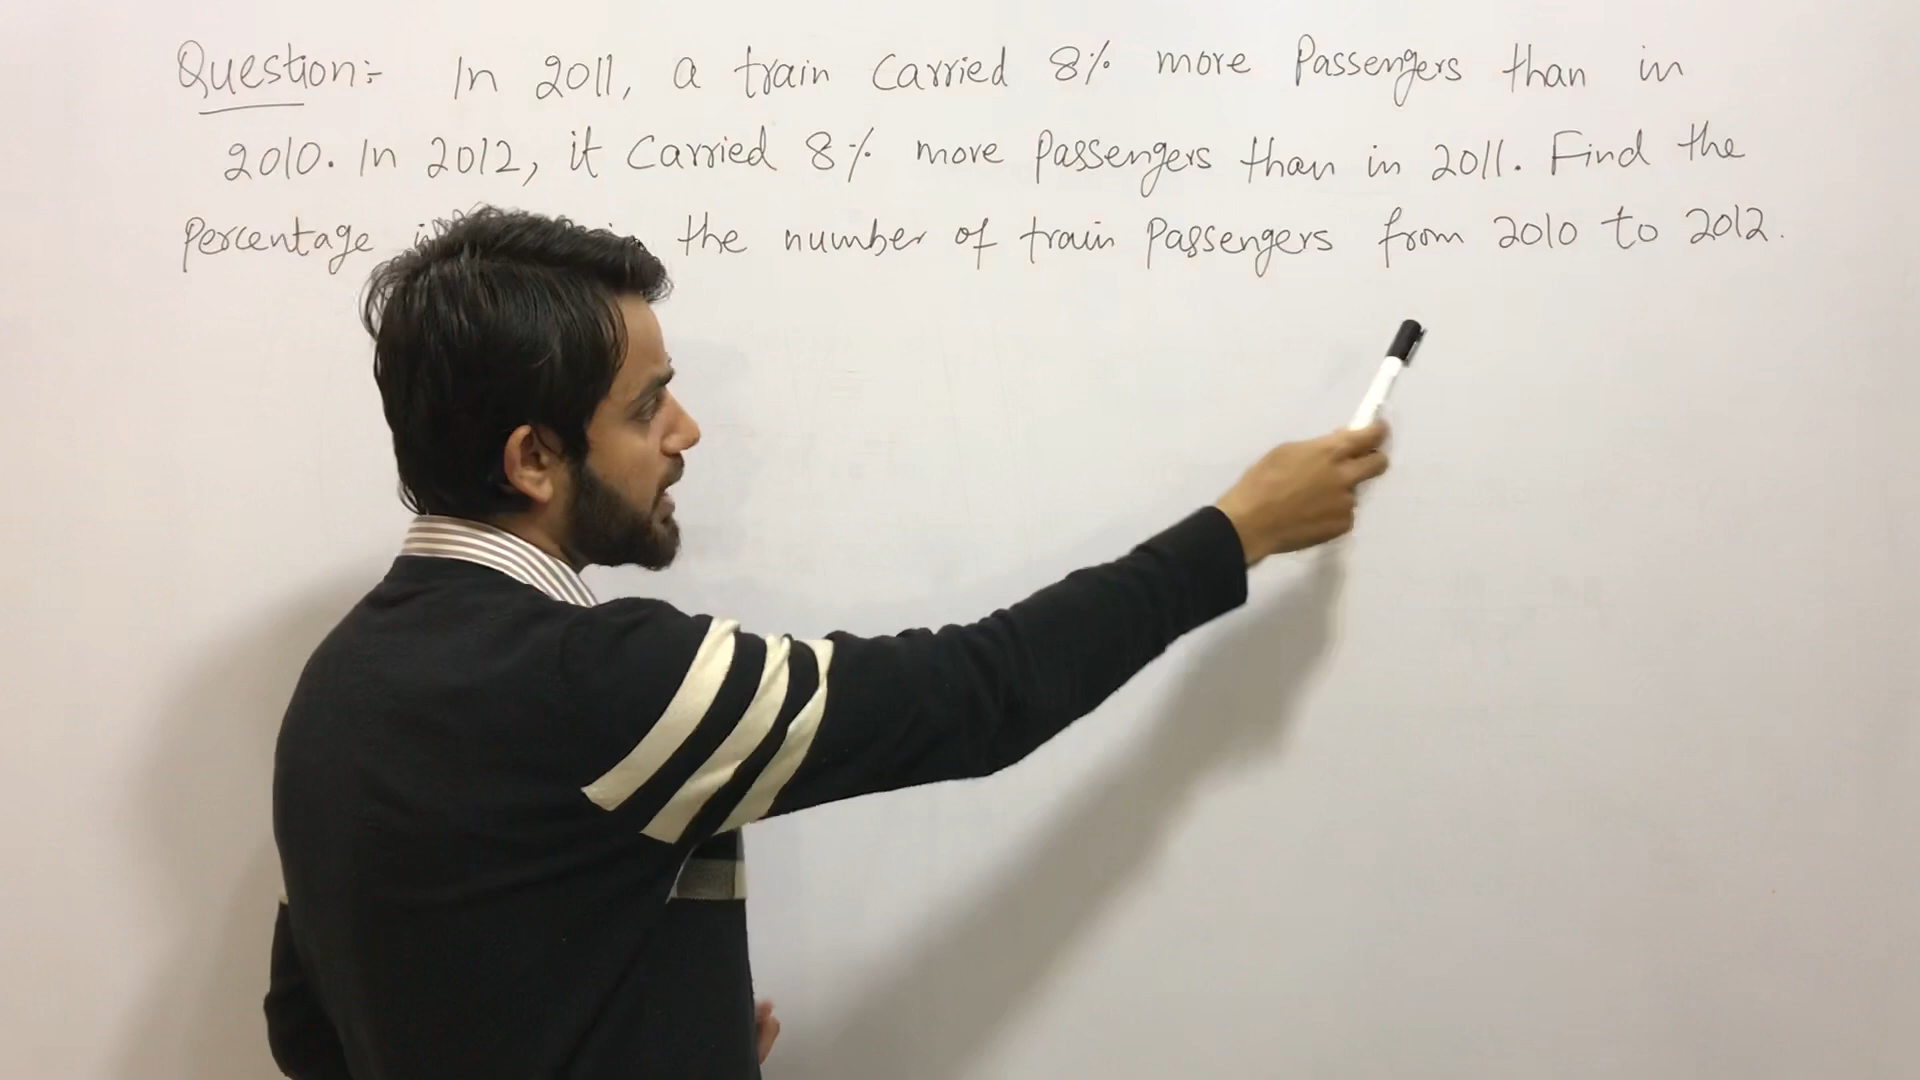 Question:- In 2011, a train carried 8% more Passengers than in
2010. In 2012, it carried 8% more Passengers than in 2011. Find the
Percentage the number of train Passengers from 2010 to 2012.